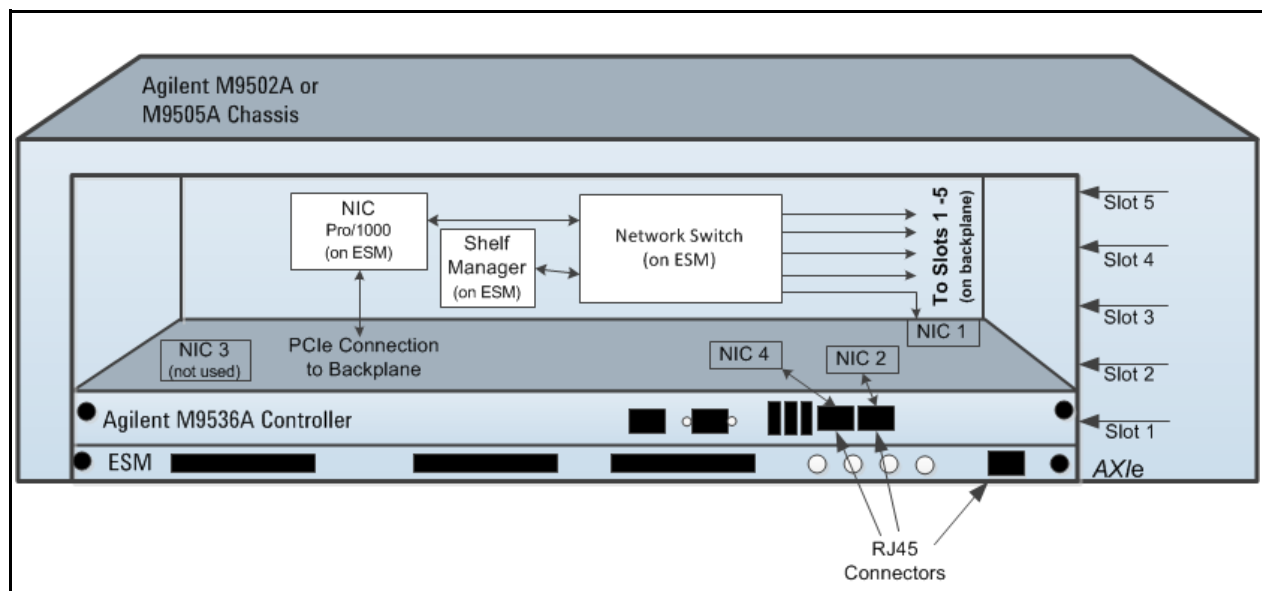 Agilent M9502A or
M9505A Chassis
NIC
Pro/1000
(on ESM)
Shelf
Manager
(on ESM)
Network Switch
(on ESM)
To Slots 1 -5
(on backplane)
Slot 5
Slot 4
Slot 3
Slot 2
Slot 1
NIC 1
NIC 3
(not used)
PCIe Connection
to Backplane
NIC 4
NIC 2
Agilent M9536A Controller
ESM
AXIe
RJ45
Connectors